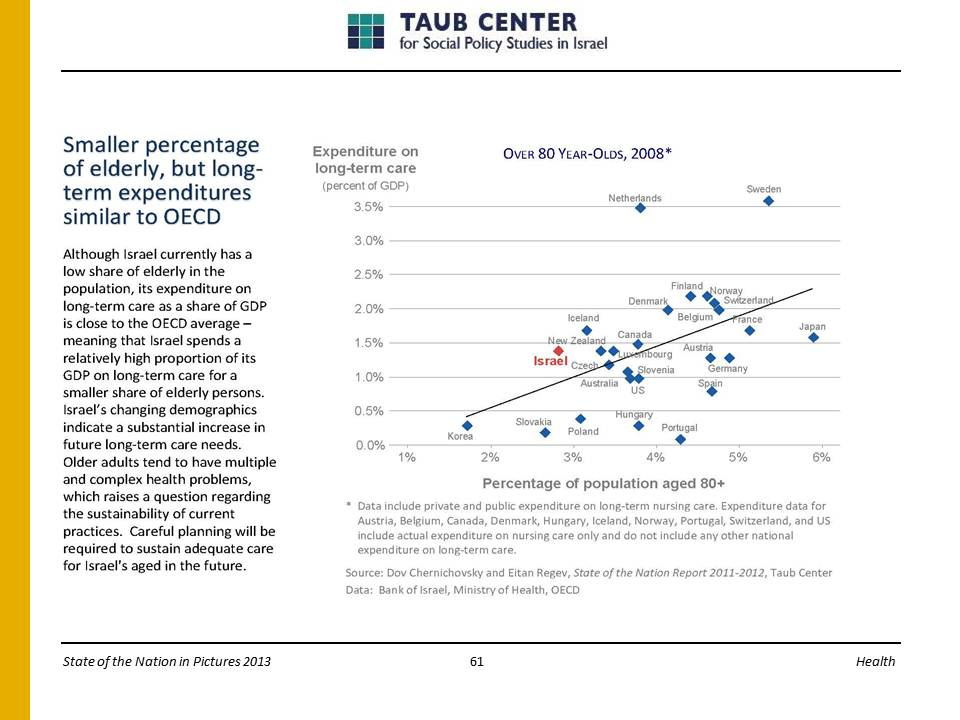 TAUB CENTER
for Social Policy Studies in Israel
Smaller percentage
of elderly, but long-
term expenditures
similar to OECD
Although Israel currently has a
low share of elderly in the
population, its expenditure on
long-term care as a share of GDP
is close to the OECD average –
meaning that Israel spends a
relatively high proportion of its
GDP on long-term care for a
smaller share of elderly persons.
Israel's changing demographics
indicate a substantial increase in
future long-term care needs.
Older adults tend to have multiple
and complex health problems,
which raises a question regarding
the sustainability of current
practices.  Careful planning will be
required to sustain adequate care
for Israel's aged in the future.
Expenditure on
long-term care
(percent of GDP)
OVER 80 YEAR-OLDS, 2008*
3.5%
3.0%
2.5%
2.0%
1.5%
1.0%
0.5%
0.0%
Sweden
Netherlands
Finland
Norway
Denmark
Switzerland
Iceland
Belgium
France
Japan
Canada
New Zealand
Luxembourg
Austria
Israel
Czech
Slovenia
Germany
Australia
US
Spain
Hungary
Slovakia
Poland
Portugal
Korea
1%
2%
3%
4%
5%
6%
Percentage of population aged 80+
* Data include private and public expenditure on long-term nursing care. Expenditure data for
Austria, Belgium, Canada, Denmark, Hungary, Iceland, Norway, Portugal, Switzerland, and US
include actual expenditure on nursing care only and do not include any other national
expenditure on long-term care.
Source: Dov Chernichovsky and Eitan Regev, State of the Nation Report 2011-2012, Taub Center
Data:  Bank of Israel, Ministry of Health, OECD
State of the Nation in Pictures 2013
61
Health